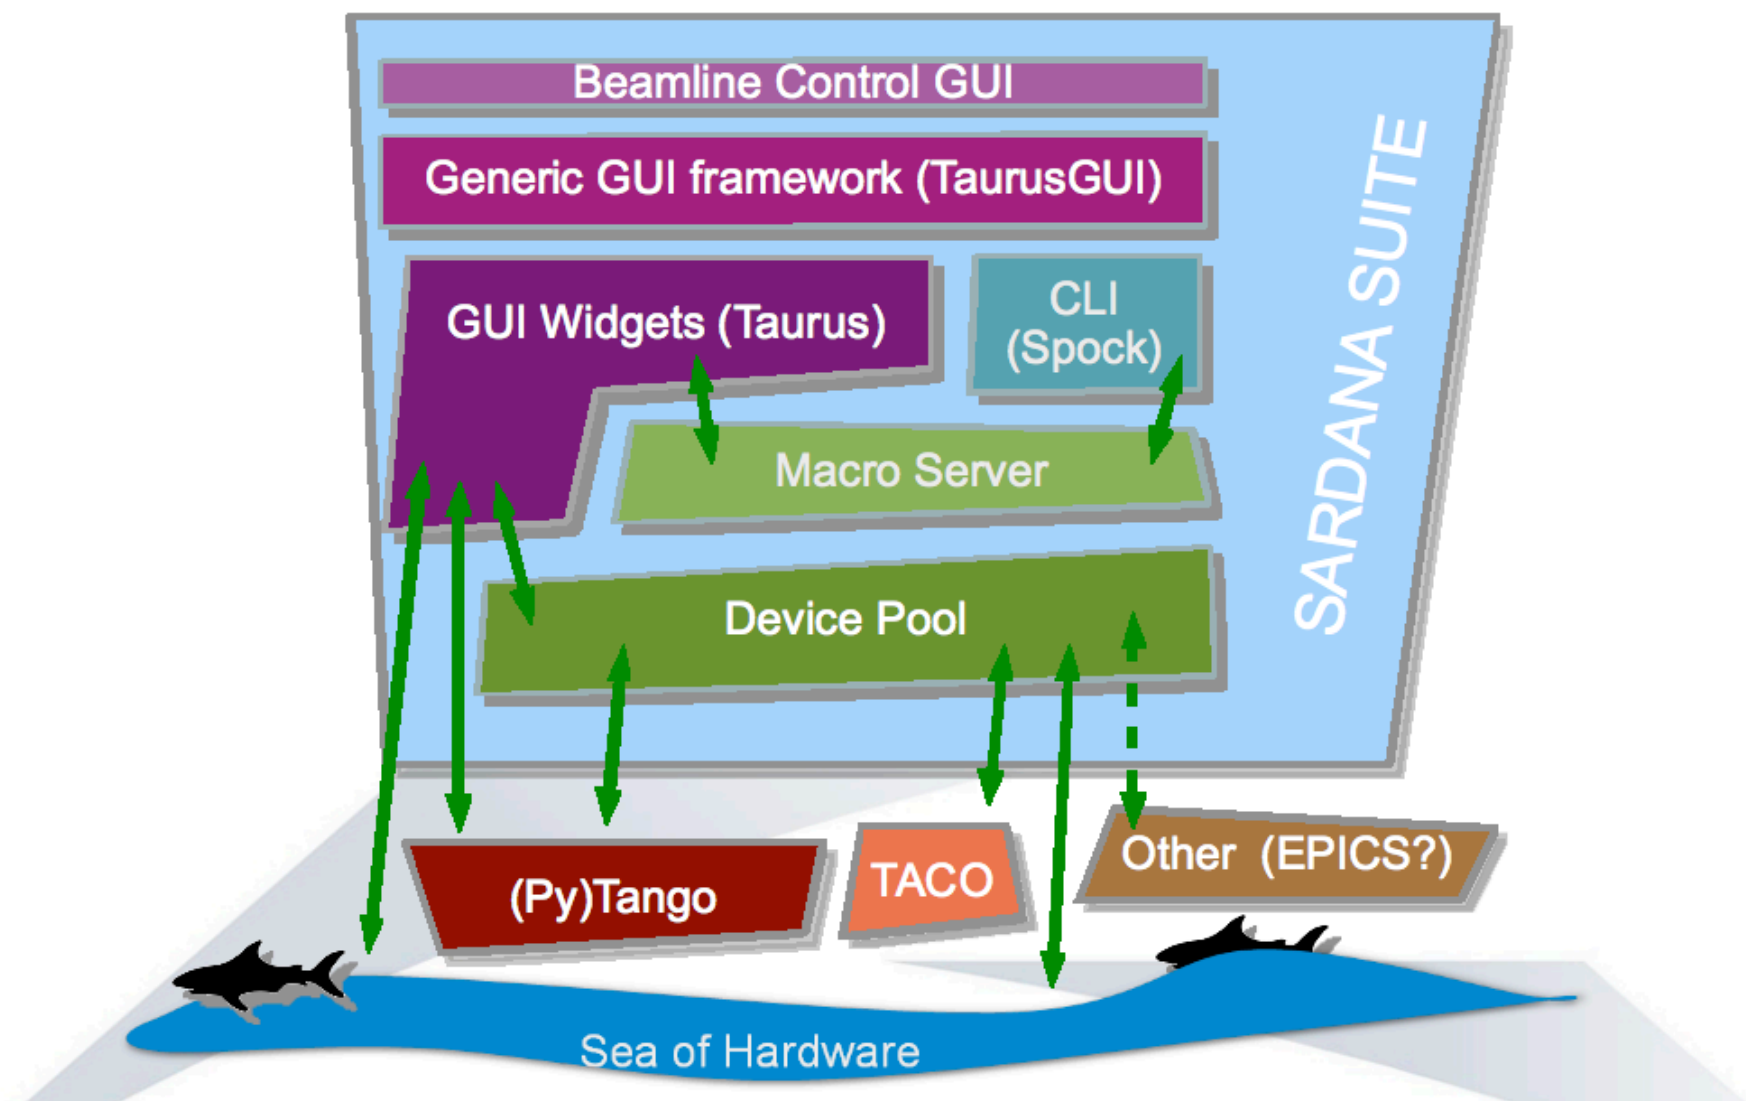 Beamline Control GUI
Generic GUI framework (TaurusGUI)
GUI Widgets (Taurus)
CLI
(Spock)
Macro Server
Device Pool
SARDANA SUITE
(Py)Tango
TACO
Other (EPICS?)
Sea of Hardware